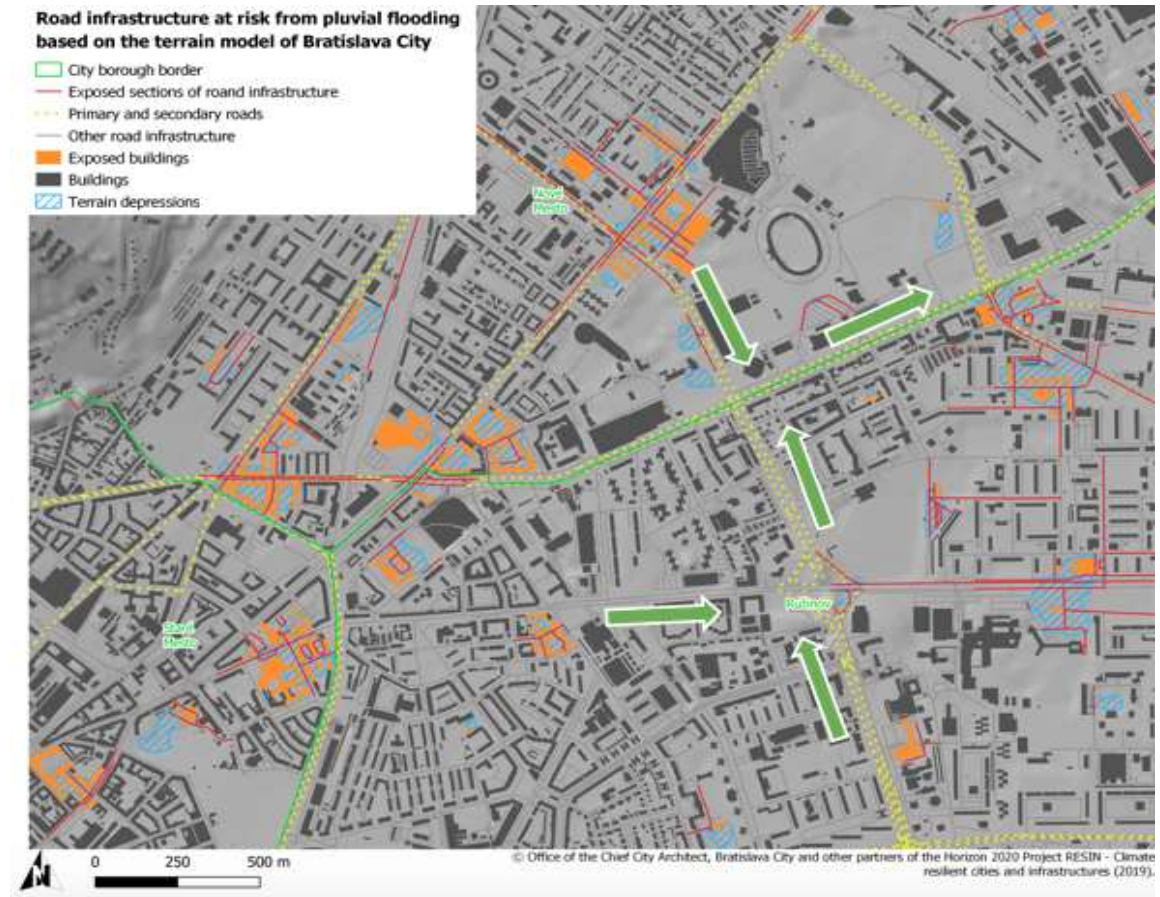 Road infrastructure at risk from pluvial flooding
based on the terrain model of Bratislava City
City borough border
Exposed sections of roand infrastructure
Primary and secondary roads
Other road infrastructure
Exposed buildings
Buildings
Terrain depressions
Nové
Mesto
Ružinov
Staré
Mesto
N
0 250 500 m
© Office of the Chief City Architect, Bratislava City and other partners of the Horizon 2020 Project RESIN - Climate
resilient cities and infrastructures (2019).